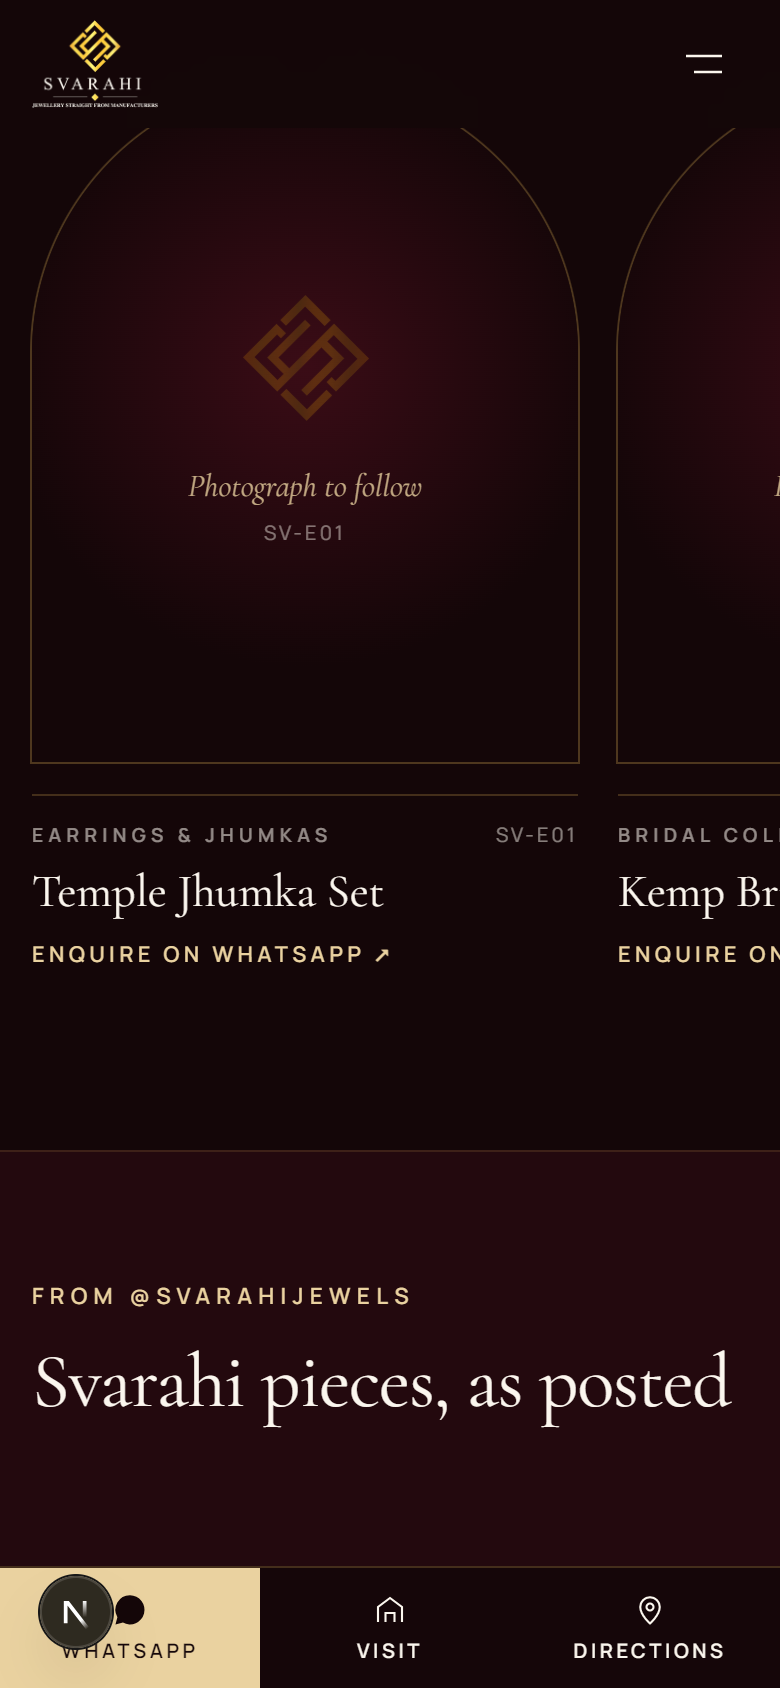 SVARAHI
JEWELLERY STRAIGHT FROM MANUFACTURERS
Photograph to follow
SV-E01
EARRINGS & JHUMKAS
SV-E01
Temple Jhumka Set
ENQUIRE ON WHATSAPP ↗
BRIDAL COL
Kemp Br
ENQUIRE ON
FROM @SVARAHIJEWELS
Svarahi pieces, as posted
N
WHATSAPP
VISIT
DIRECTIONS